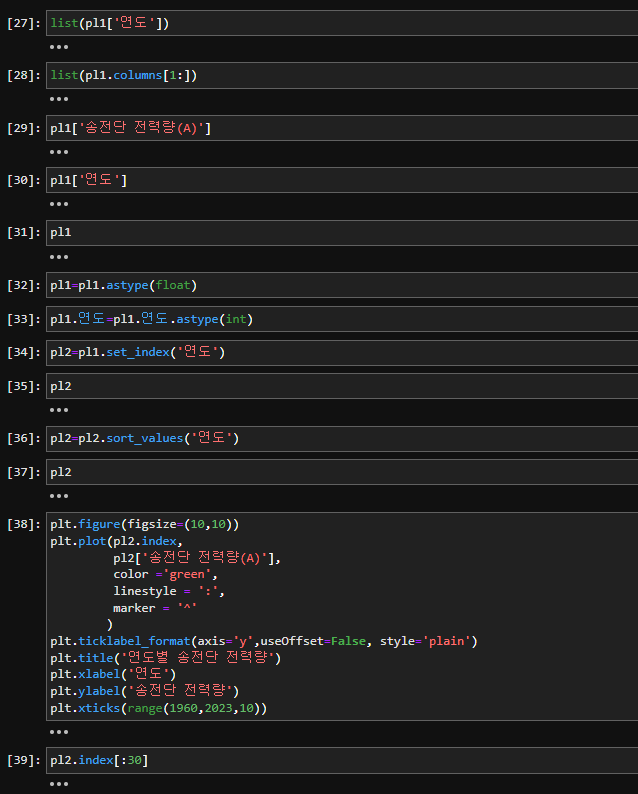 [27]: list(pl1['연도'])
•••
[28]: list(pl1.columns[1:])
•••
[29]: pl1['송전단 전력량(A)']
•••
[30]: pl1['연도']
•••
[31]: pl1
•••
[32]: pl1=pl1.astype(float)
[33]: pl1.연도=pl1.연도.astype(int)
[34]: pl2=pl1.set_index('연도')
[35]: pl2
•••
[36]: pl2=pl2.sort_values('연도')
[37]: pl2
•••
[38]: plt.figure(figsize=(10,10))
plt.plot(pl2.index,
pl2['송전단 전력량(A)'],
color ='green',
linestyle = ':',
marker = '^'
)
plt.ticklabel_format(axis='y',useOffset=False, style='plain')
plt.title('연도별 송전단 전력량')
plt.xlabel('연도')
plt.ylabel('송전단 전력량')
plt.xticks(range(1960,2023,10))
•••
[39]: pl2.index[:30]
•••